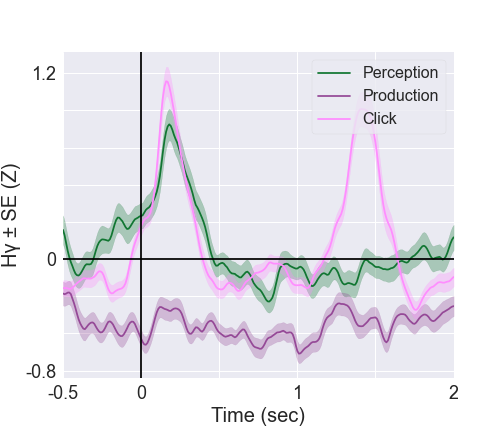 Hγ ± SE (Z)
1.2
0
-0.8
-0.5
0
1
2
Time (sec)
Perception
Production
Click